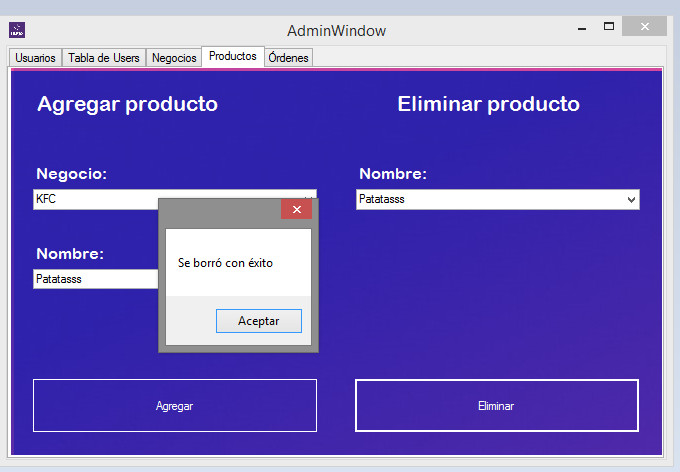 AdminWindow
Usuarios
Tabla de Users
Negocios
Productos
Órdenes
Agregar producto
Eliminar producto
Negocio:
KFC
Nombre:
Patatasss
Nombre:
Patatasss
Se borró con éxito
Aceptar
Agregar
Eliminar